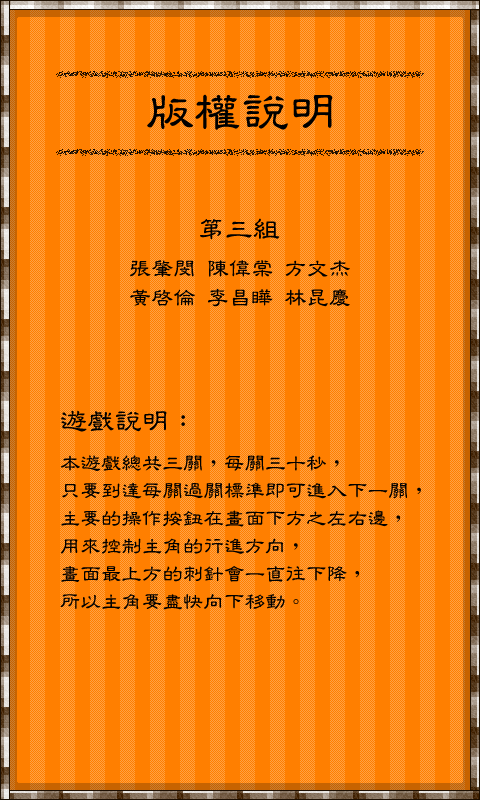 版權說明
第三組
張肇閔 陳偉棠 方文杰
黃啓倫 李昌曄 林昆慶
遊戲說明：
本遊戲總共三關，每關三十秒，
只要到達每關過關標準即可進入下一關，
主要的操作按鈕在畫面下方之左右邊，
用來控制主角的行進方向，
畫面最上方的刺針會一直往下降，
所以主角要盡快向下移動。